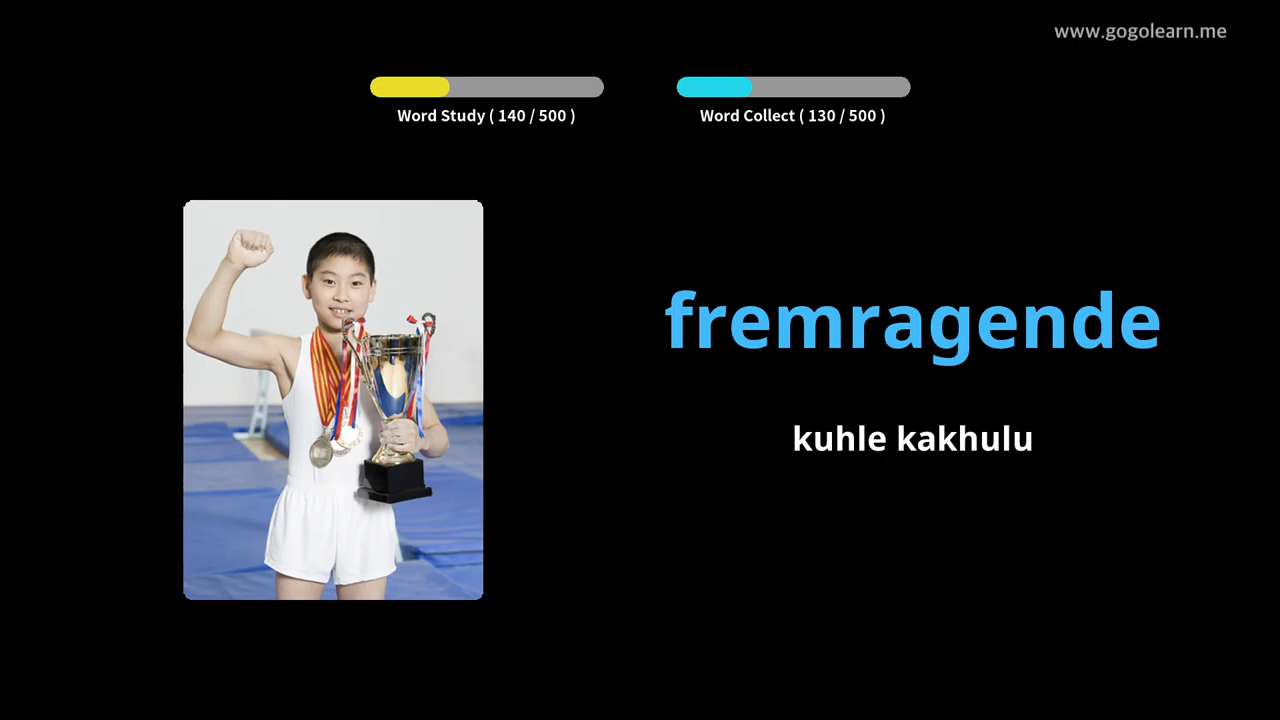 www.gogolearn.me
Word Study ( 140 / 500 )
Word Collect ( 130 / 500 )
fremragende
kuhle kakhulu